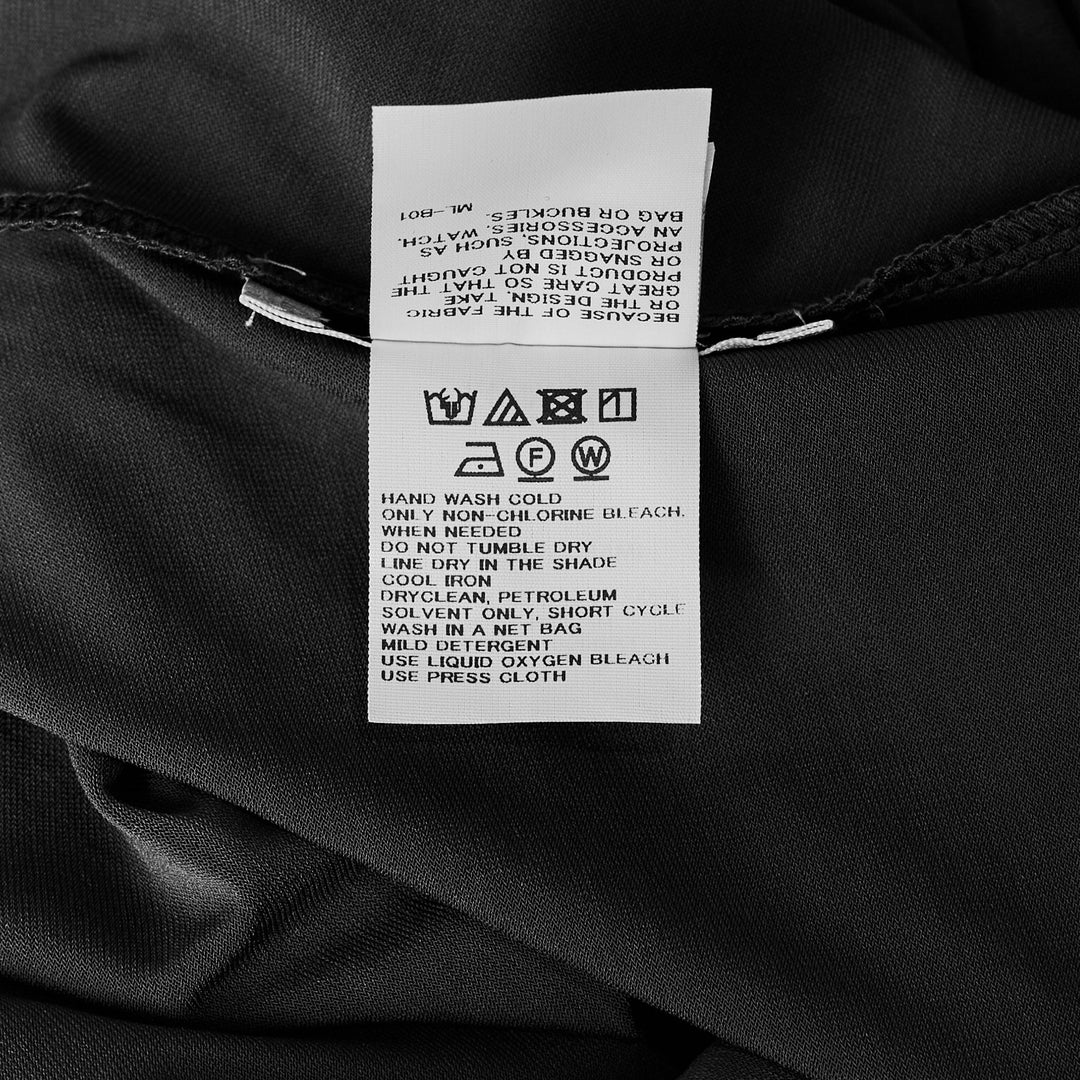 BECAUSE OF THE FABRIC
OR THE DESIGN, TAKE
GREAT CARE SO THAT THE
PRODUCT IS NOT CAUGHT
OR SNAGGED BY
PROJECTIONS, SUCH AS
AN ACCESSORIES. WATCH.
BAG OR BUCKLES.
ML-B01
F W
HAND WASH COLD
ONLY NON-CHLORINE BLEACH.
WHEN NEEDED
DO NOT TUMBLE DRY
LINE DRY IN THE SHADE
COOL IRON
DRYCLEAN, PETROLEUM
SOLVENT ONLY, SHORT CYCLE
WASH IN A NET BAG
MILD DETERGENT
USE LIQUID OXYGEN BLEACH
USE PRESS CLOTH